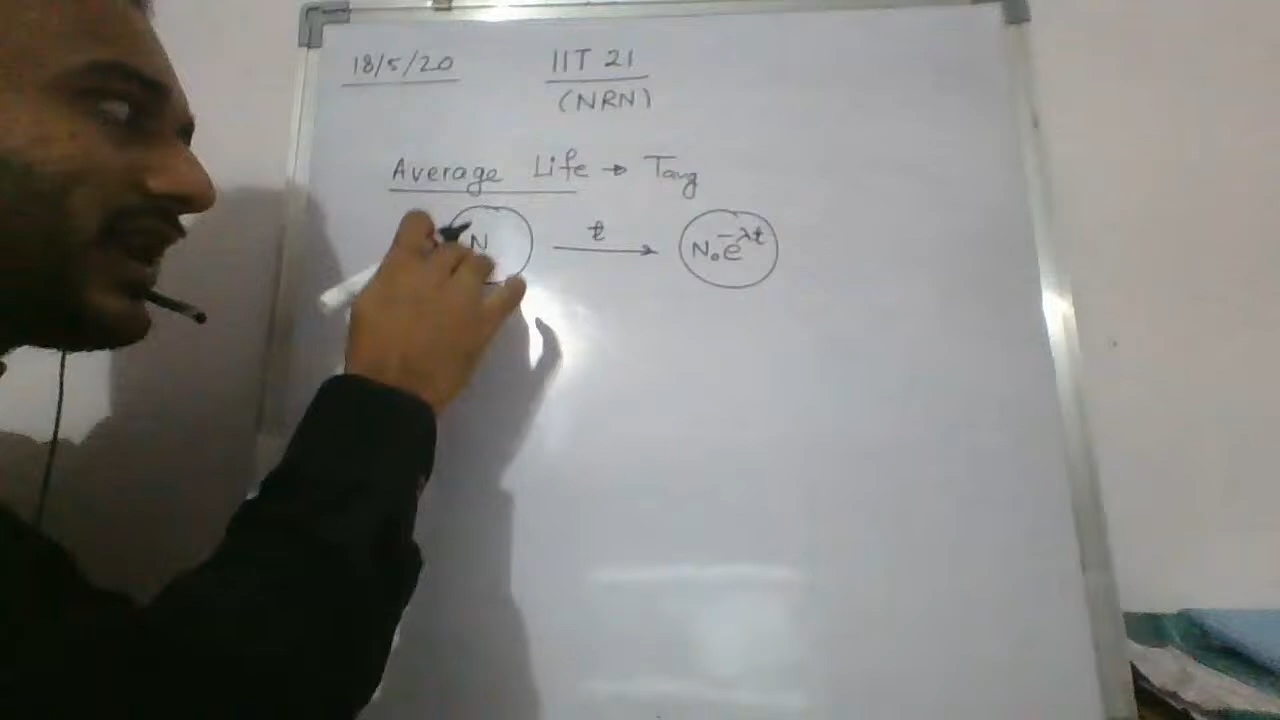 18/5/20
IIT 21
(NRN)
Average Life → Tavg
N t → N₀e^-λt